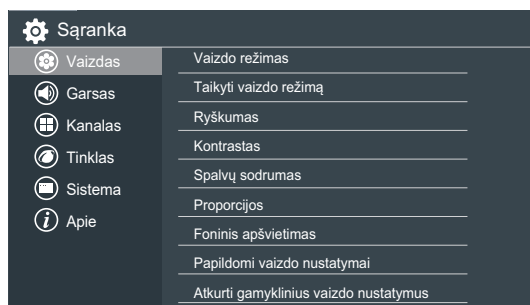 Sąranka
Vaizdas
Garsas
Kanalas
Tinklas
Sistema
Apie
Vaizdo režimas
Taikyti vaizdo režimą
Ryškumas
Kontrastas
Spalvų sodrumas
Proporcijos
Foninis apšvietimas
Papildomi vaizdo nustatymai
Atkurti gamyklinius vaizdo nustatymus